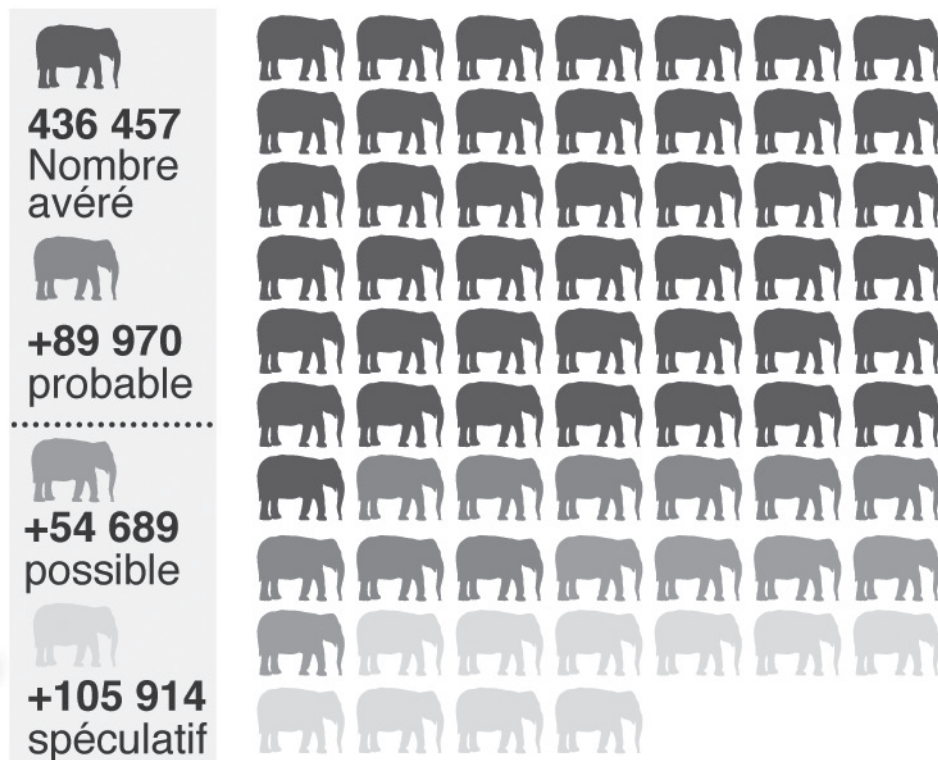 436 457
Nombre
avéré
+89 970
probable
+54 689
possible
+105 914
spéculatif